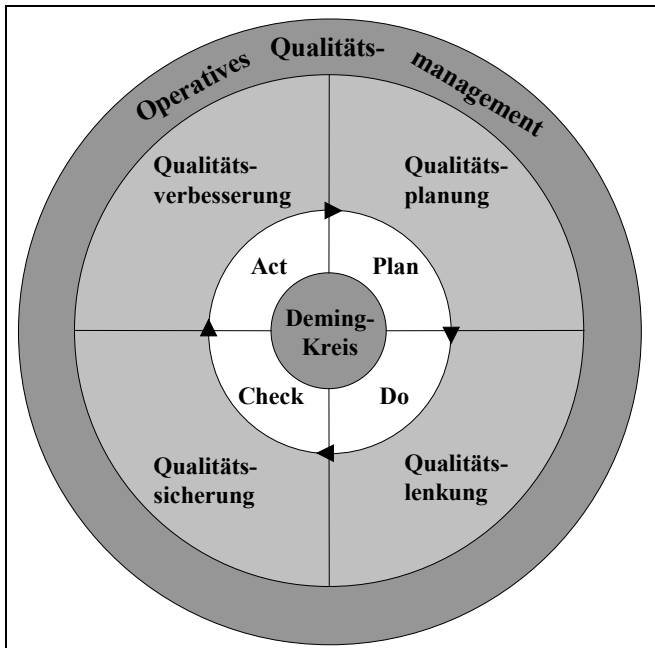 Operatives Qualitäts-management
Qualitäts-
verbesserung
Qualitäts-
planung
Act
Plan
Deming-
Kreis
Check
Do
Qualitäts-
sicherung
Qualitäts-
lenkung